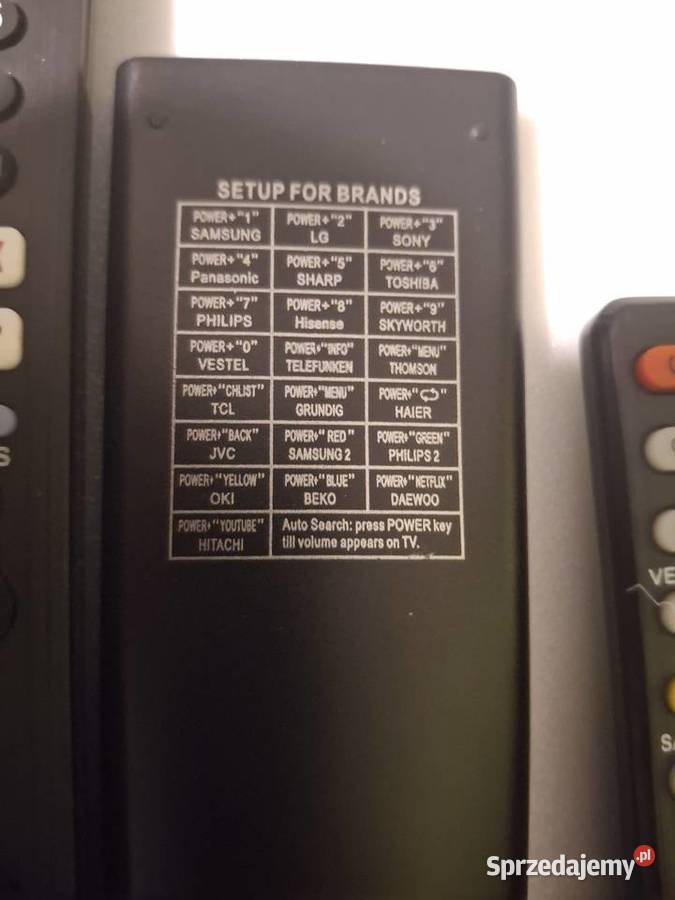 SETUP FOR BRANDS
POWER+"1" POWER+"2" POWER+"3"
SAMSUNG LG SONY
POWER+"4" POWER+"5" POWER+"6"
Panasonic SHARP TOSHIBA
POWER+"7" POWER+"8" POWER+"9"
PHILIPS Hisense SKYWORTH
POWER+"0" POWER+"INFO" POWER+"MENU"
VESTEL TELEFUNKEN THOMSON
POWER+"CHLIST" POWER+"MENU" POWER+"⮌"
TCL GRUNDIG HAIER
POWER+"BACK" POWER+"RED" POWER+"GREEN"
JVC SAMSUNG 2 PHILIPS 2
POWER+"YELLOW" POWER+"BLUE" POWER+"NETFLIX"
OKI BEKO DAEWOO
POWER+"YOUTUBE" Auto Search: press POWER key
HITACHI till volume appears on TV.
VE
S
Sprzedajemy.pl